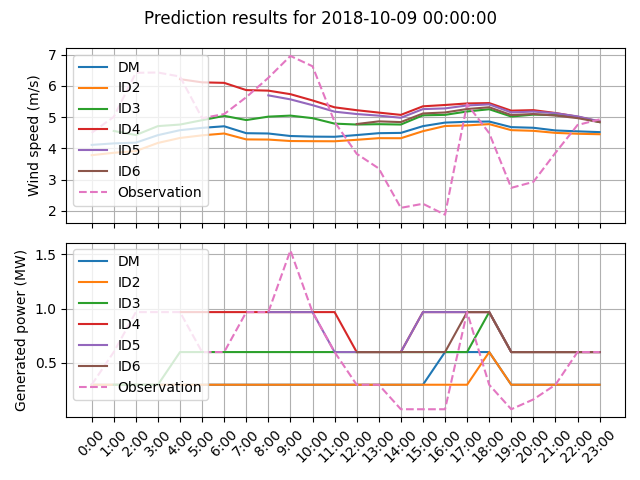 Prediction results for 2018-10-09 00:00:00
7
6
5
4
3
2
Wind speed (m/s)
DM
ID2
ID3
ID4
ID5
ID6
Observation
1.5
1.0
0.5
Generated power (MW)
DM
ID2
ID3
ID4
ID5
ID6
Observation
0:00 1:00 2:00 3:00 4:00 5:00 6:00 7:00 8:00 9:00 10:00 11:00 12:00 13:00 14:00 15:00 16:00 17:00 18:00 19:00 20:00 21:00 22:00 23:00